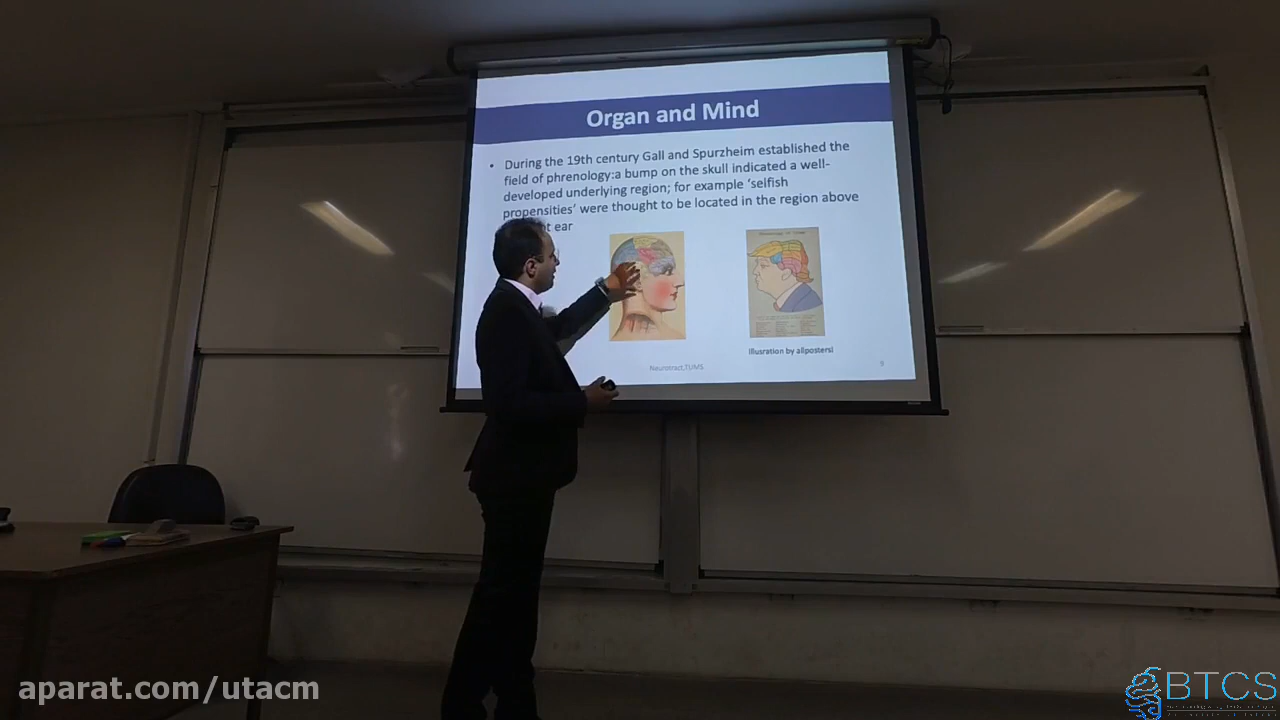 Organ and Mind
• During the 19th century Gall and Spurzheim established the
field of phrenology:a bump on the skull indicated a well-
developed underlying region; for example ‘selfish
propensities’ were thought to be located in the region above
ear
Illusration by allposters!
Neurotract,TUMS
9
aparat.com/utacm
BTCS